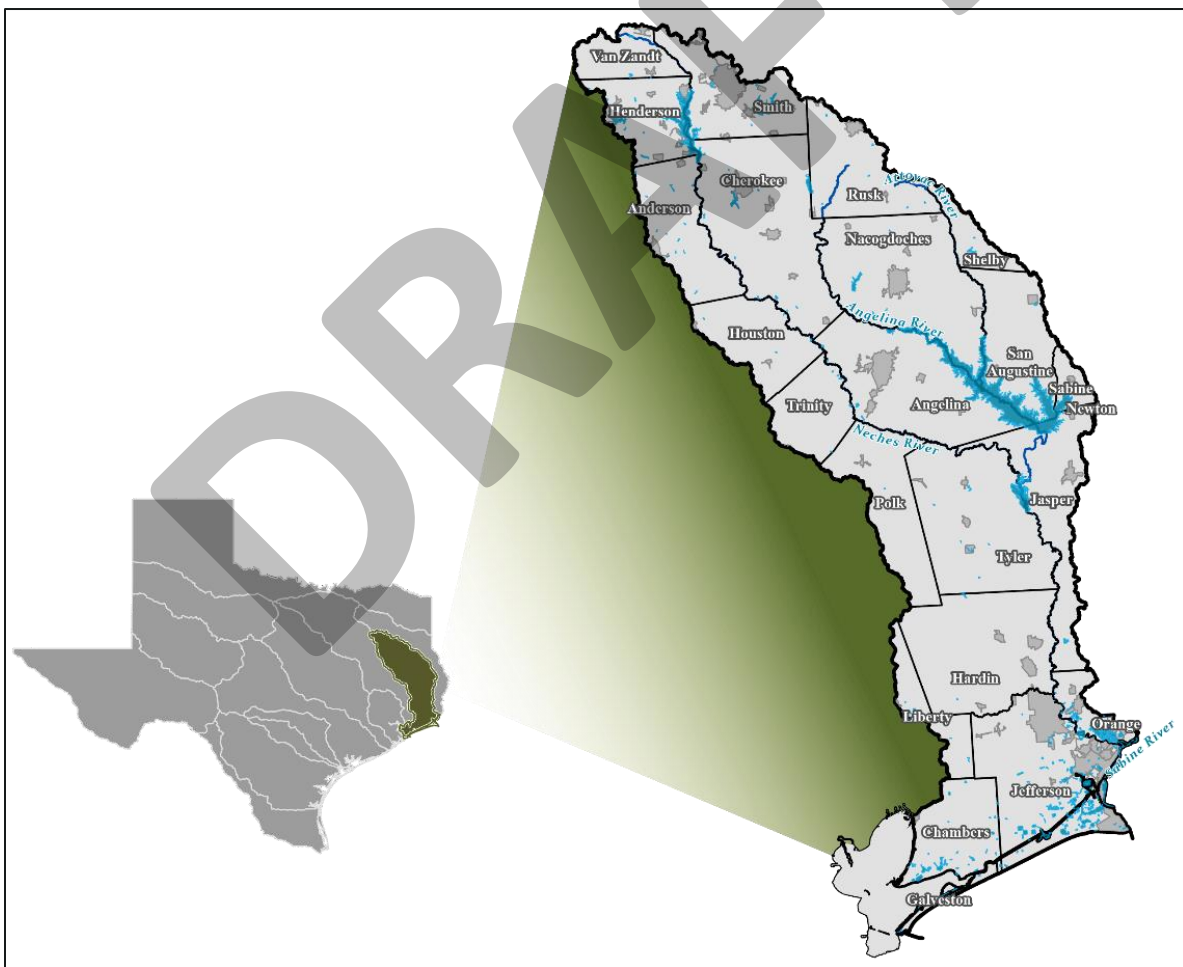 DRAFT
Van Zandt
Smith
Henderson
Cherokee
Rusk
Attoyac River
Anderson
Nacogdoches
Shelby
Angelina River
Houston
San
Augustine
Sabine
Trinity
Angelina
Newton
Neches River
Polk
Jasper
Tyler
Hardin
Liberty
Orange
Sabine River
Jefferson
Chambers
Galveston